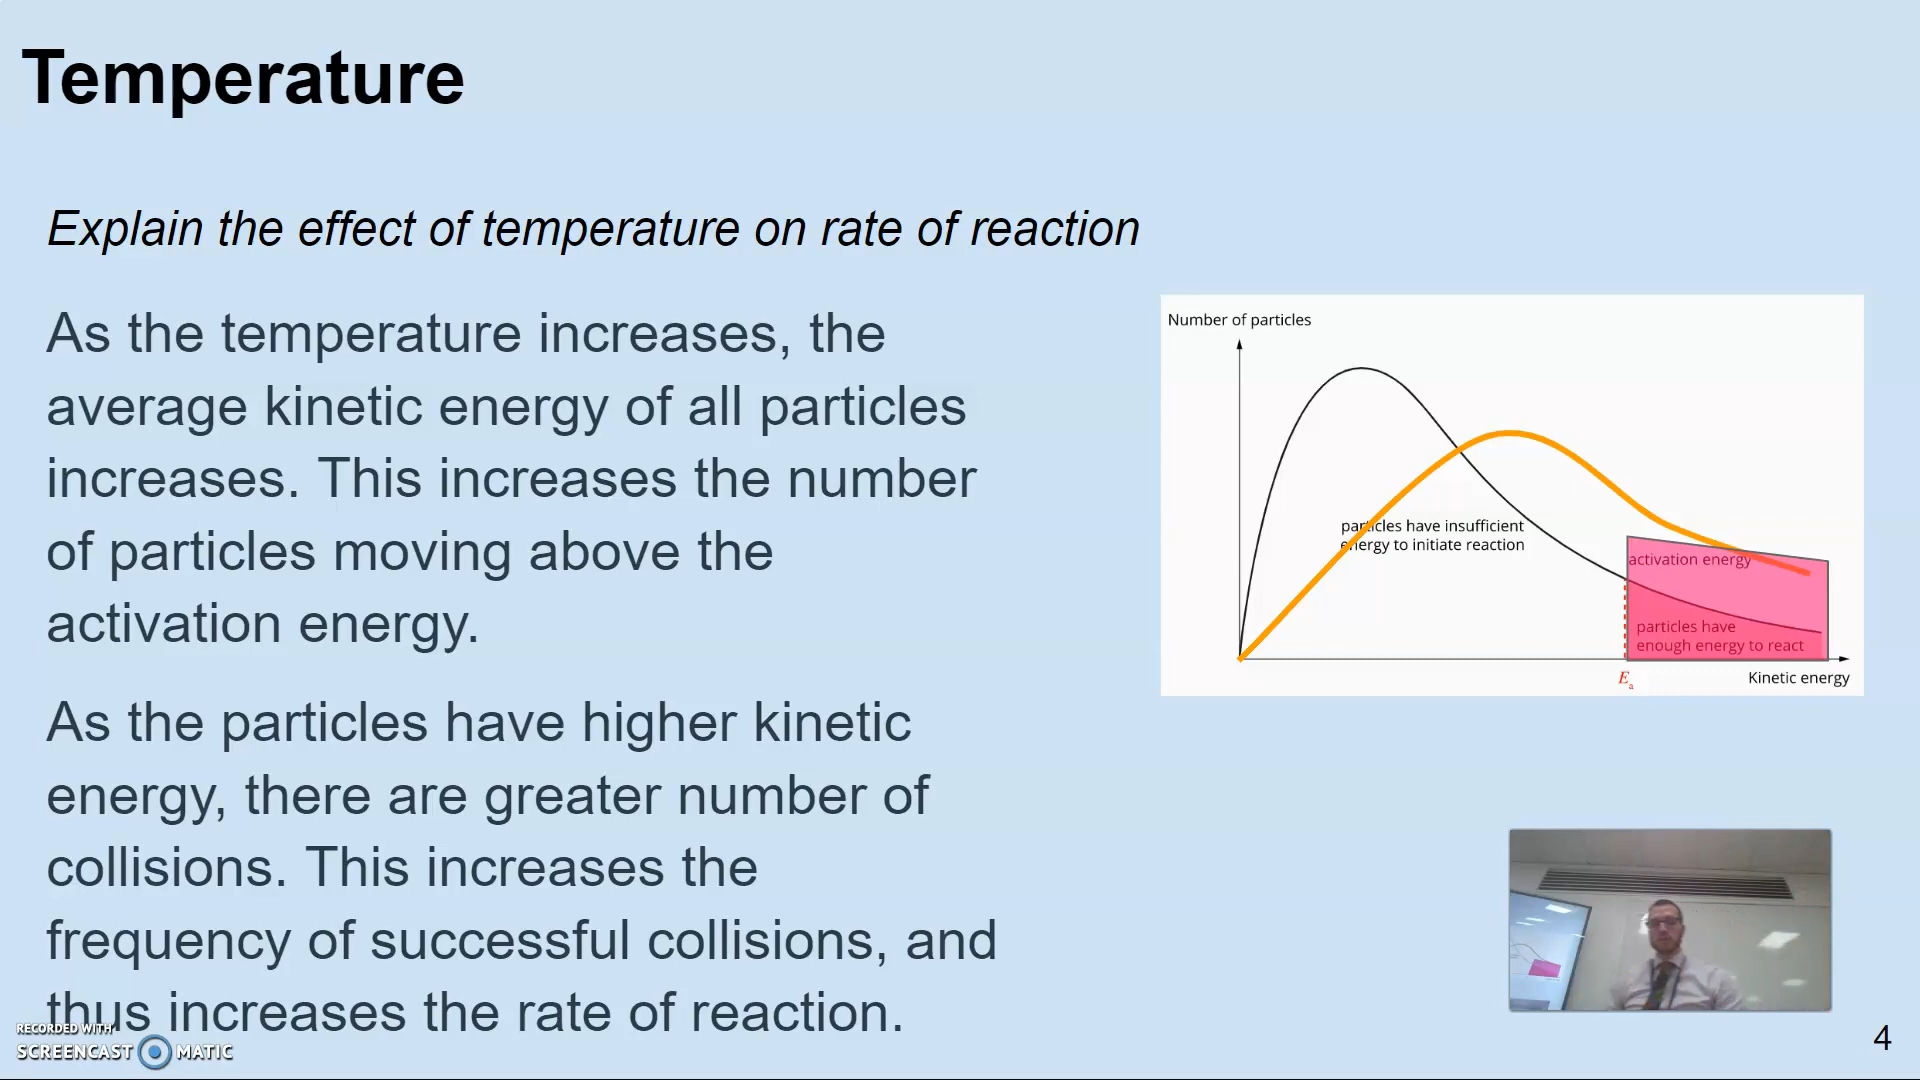 Temperature
Explain the effect of temperature on rate of reaction
As the temperature increases, the
average kinetic energy of all particles
increases. This increases the number
of particles moving above the
activation energy.
As the particles have higher kinetic
energy, there are greater number of
collisions. This increases the
frequency of successful collisions, and
thus increases the rate of reaction.
Number of particles
particles have insufficient
energy to initiate reaction
activation energy
particles have
enough energy to react
Ea
Kinetic energy
RECORDED WITH
SCREENCAST MATIC
4